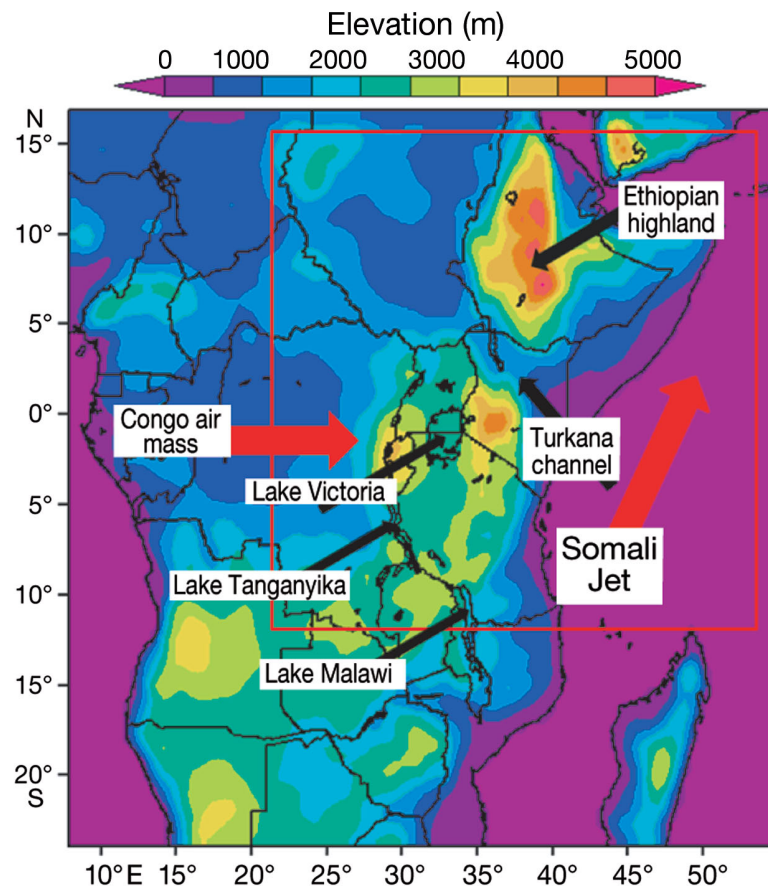 Elevation (m)
0 1000 2000 3000 4000 5000
N
15°
10°
5°
0°
5°
10°
15°
20°
S
Ethiopian
highland
Congo air
mass
Turkana
channel
Lake Victoria
Somali
Jet
Lake Tanganyika
Lake Malawi
10° E 15° 20° 25° 30° 35° 40° 45° 50°